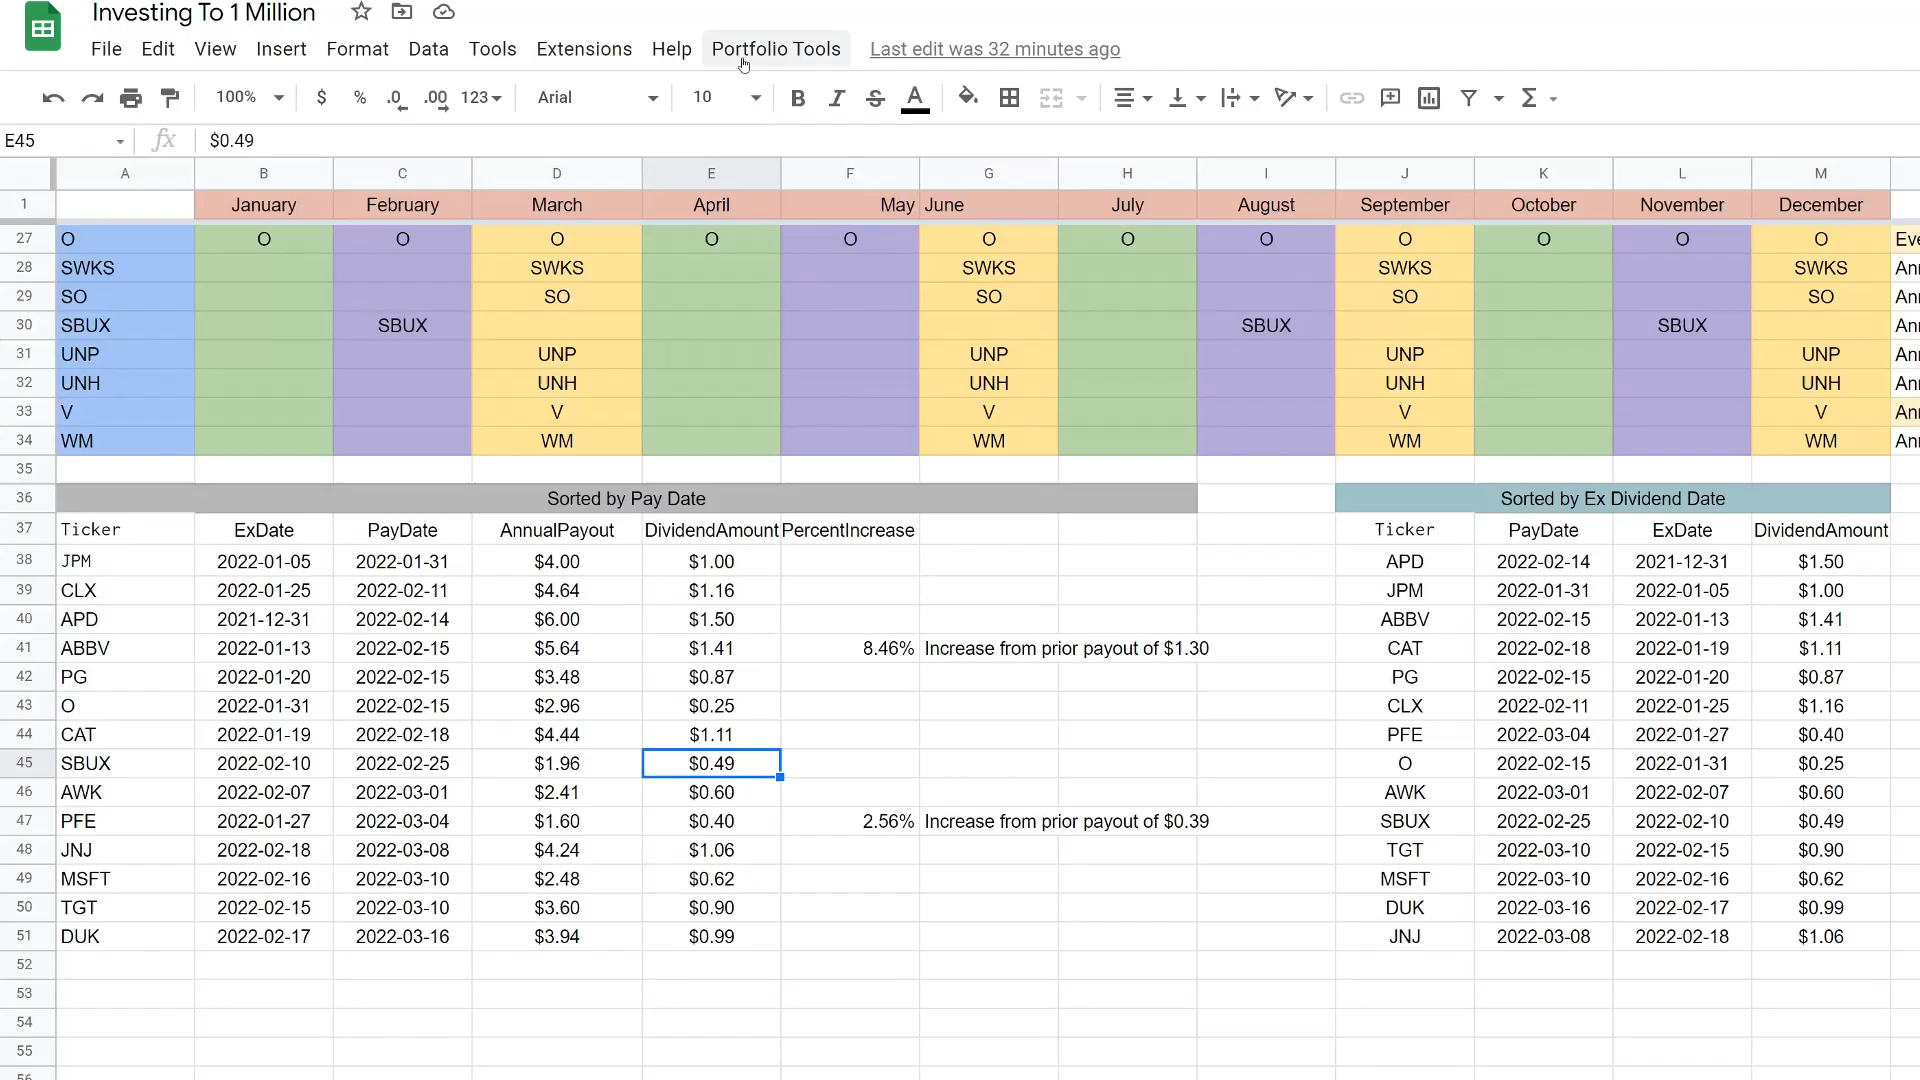 Investing To 1 Million
File Edit View Insert Format Data Tools Extensions Help Portfolio Tools Last edit was 32 minutes ago
100% $ % .0 .00 123 Arial 10 B I S A Σ
E45 fx $0.49
A B C D E F G H I J K L M
1 January February March April May June July August September October November December
27 O O O O O O O O O O O O O Eve
28 SWKS SWKS SWKS SWKS SWKS Ann
29 SO SO SO SO SO Ann
30 SBUX SBUX SBUX SBUX Ann
31 UNP UNP UNP UNP UNP Ann
32 UNH UNH UNH UNH UNH Ann
33 V V V V V Ann
34 WM WM WM WM WM Ann
35
36 Sorted by Pay Date Sorted by Ex Dividend Date
37 Ticker ExDate PayDate AnnualPayout DividendAmount PercentIncrease Ticker PayDate ExDate DividendAmount
38 JPM 2022-01-05 2022-01-31 $4.00 $1.00 APD 2022-02-14 2021-12-31 $1.50
39 CLX 2022-01-25 2022-02-11 $4.64 $1.16 JPM 2022-01-31 2022-01-05 $1.00
40 APD 2021-12-31 2022-02-14 $6.00 $1.50 ABBV 2022-02-15 2022-01-13 $1.41
41 ABBV 2022-01-13 2022-02-15 $5.64 $1.41 8.46% Increase from prior payout of $1.30 CAT 2022-02-18 2022-01-19 $1.11
42 PG 2022-01-20 2022-02-15 $3.48 $0.87 PG 2022-02-15 2022-01-20 $0.87
43 O 2022-01-31 2022-02-15 $2.96 $0.25 CLX 2022-02-11 2022-01-25 $1.16
44 CAT 2022-01-19 2022-02-18 $4.44 $1.11 PFE 2022-03-04 2022-01-27 $0.40
45 SBUX 2022-02-10 2022-02-25 $1.96 $0.49 O 2022-02-15 2022-01-31 $0.25
46 AWK 2022-02-07 2022-03-01 $2.41 $0.60 AWK 2022-03-01 2022-02-07 $0.60
47 PFE 2022-01-27 2022-03-04 $1.60 $0.40 2.56% Increase from prior payout of $0.39 SBUX 2022-02-25 2022-02-10 $0.49
48 JNJ 2022-02-18 2022-03-08 $4.24 $1.06 TGT 2022-03-10 2022-02-15 $0.90
49 MSFT 2022-02-16 2022-03-10 $2.48 $0.62 MSFT 2022-03-10 2022-02-16 $0.62
50 TGT 2022-02-15 2022-03-10 $3.60 $0.90 DUK 2022-03-16 2022-02-17 $0.99
51 DUK 2022-02-17 2022-03-16 $3.94 $0.99 JNJ 2022-03-08 2022-02-18 $1.06
52
53
54
55
56